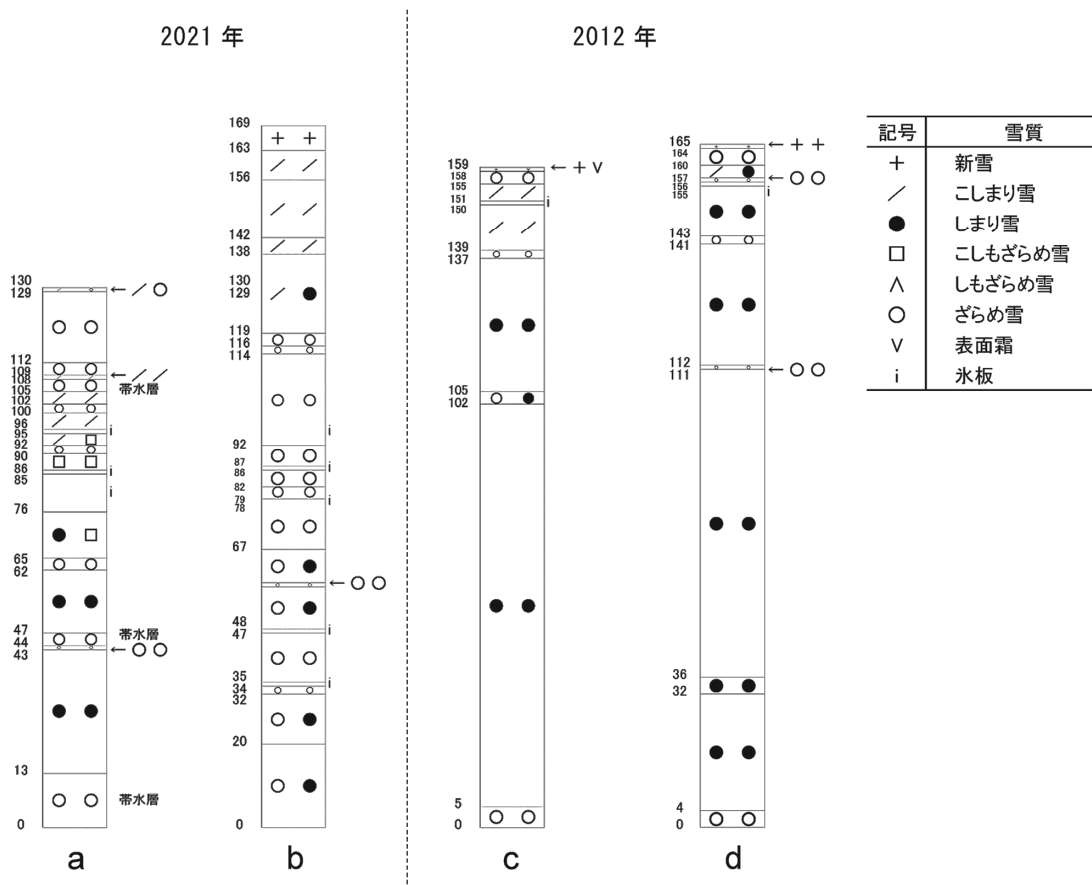 2021 年
2012 年
記号 雪質
+ 新雪
/ こしまり雪
● しまり雪
□ こしもざらめ雪
∧ しもざらめ雪
○ ざらめ雪
∨ 表面霜
i 氷板
130
129
← / ○
112
109
← / /
108
帯水層
105
102
100
96
i
95
92
90
86
i
85
i
76
65
62
47
帯水層
44
43
← ○ ○
13
帯水層
0
a
169
163
156
142
138
130
129
119
116
114
i
92
87
i
86
82
79
i
78
67
← ○ ○
48
47
i
35
i
34
32
20
0
b
159
← + ∨
158
155
151
i
150
139
137
105
102
5
0
c
165
← + +
164
160
157
← ○ ○
156
i
155
143
141
112
111
← ○ ○
36
32
4
0
d